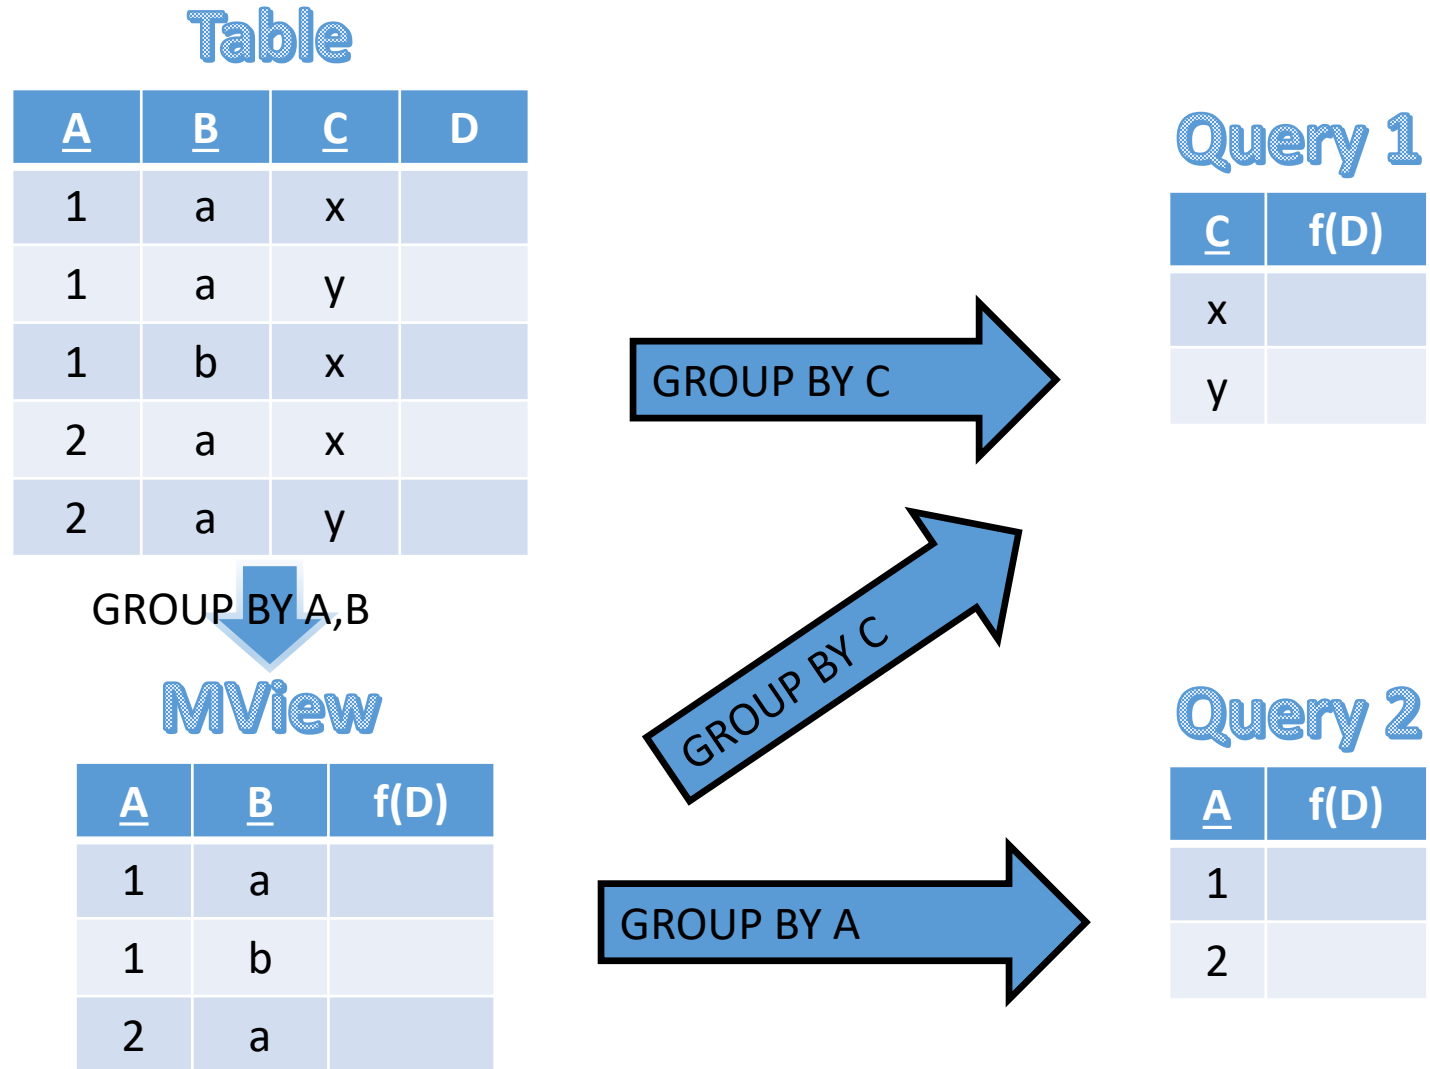 Table
A B C D
1 a x
1 a y
1 b x
2 a x
2 a y
GROUP BY A,B
MView
A B f(D)
1 a
1 b
2 a
GROUP BY C
GROUP BY C
GROUP BY A
Query 1
C f(D)
x
y
Query 2
A f(D)
1
2